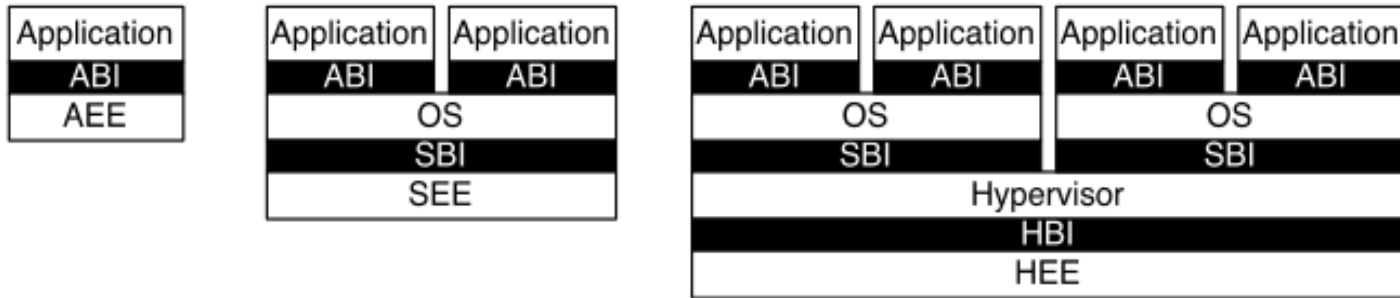 Application
ABI
AEE
Application Application
ABI ABI
OS
SBI
SEE
Application Application Application Application
ABI ABI ABI ABI
OS OS
SBI SBI
Hypervisor
HBI
HEE